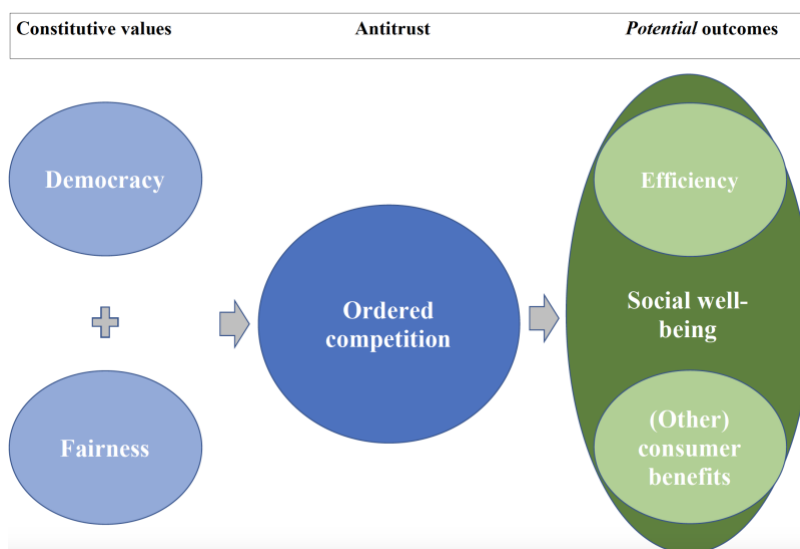 Constitutive values
Antitrust
Potential outcomes
Democracy
Fairness
Ordered
competition
Efficiency
Social well-
being
(Other)
consumer
benefits